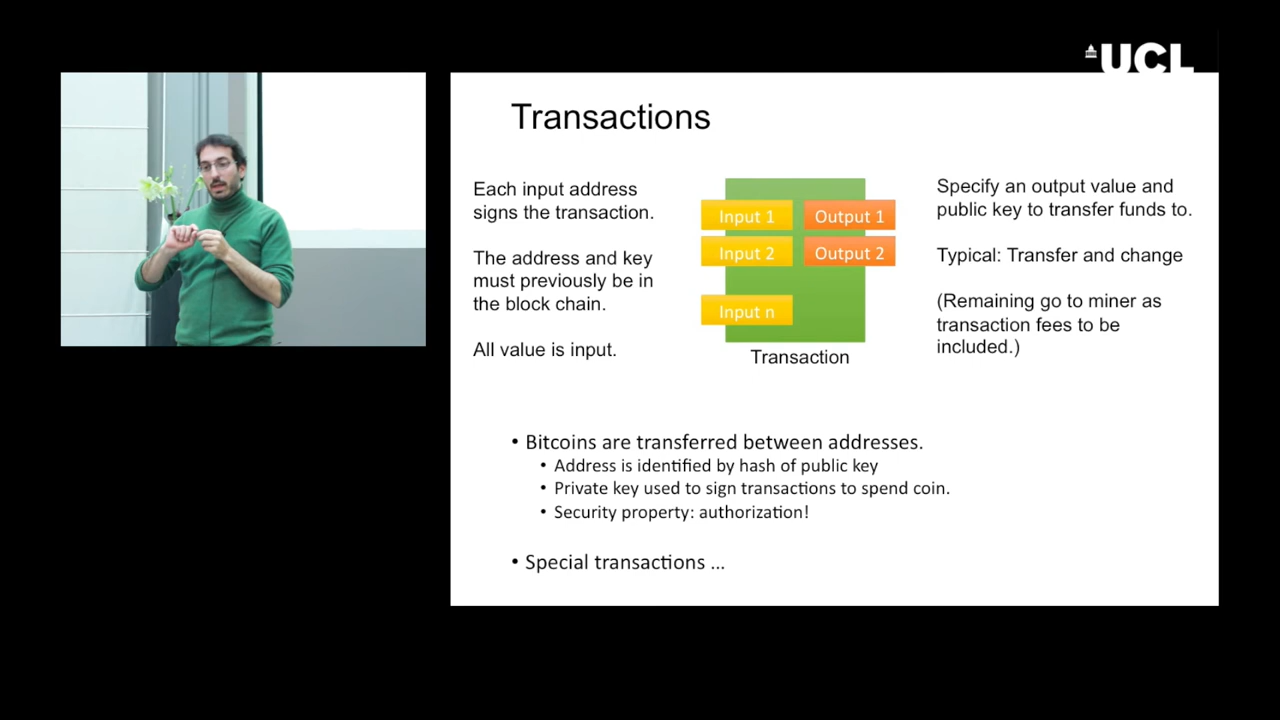 UCL
Transactions
Each input address
signs the transaction.
The address and key
must previously be in
the block chain.
All value is input.
Input 1
Output 1
Input 2
Output 2
Input n
Transaction
Specify an output value and
public key to transfer funds to.
Typical: Transfer and change
(Remaining go to miner as
transaction fees to be
included.)
• Bitcoins are transferred between addresses.
• Address is identified by hash of public key
• Private key used to sign transactions to spend coin.
• Security property: authorization!
• Special transactions ...